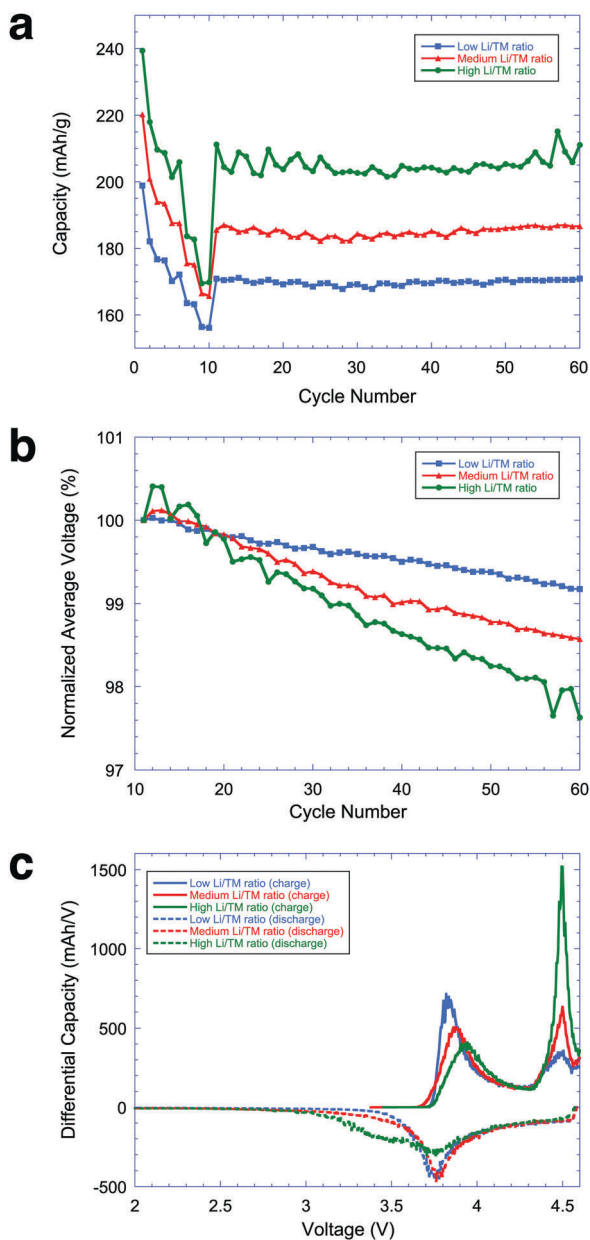 a
240
220
200
180
160
Capacity (mAh/g)
Low Li/TM ratio
Medium Li/TM ratio
High Li/TM ratio
0 10 20 30 40 50 60
Cycle Number
b
101
100
99
98
97
Normalized Average Voltage (%)
Low Li/TM ratio
Medium Li/TM ratio
High Li/TM ratio
10 20 30 40 50 60
Cycle Number
c
1500
1000
500
0
-500
Differential Capacity (mAh/V)
Low Li/TM ratio (charge)
Medium Li/TM ratio (charge)
High Li/TM ratio (charge)
Low Li/TM ratio (discharge)
Medium Li/TM ratio (discharge)
High Li/TM ratio (discharge)
2 2.5 3 3.5 4 4.5
Voltage (V)